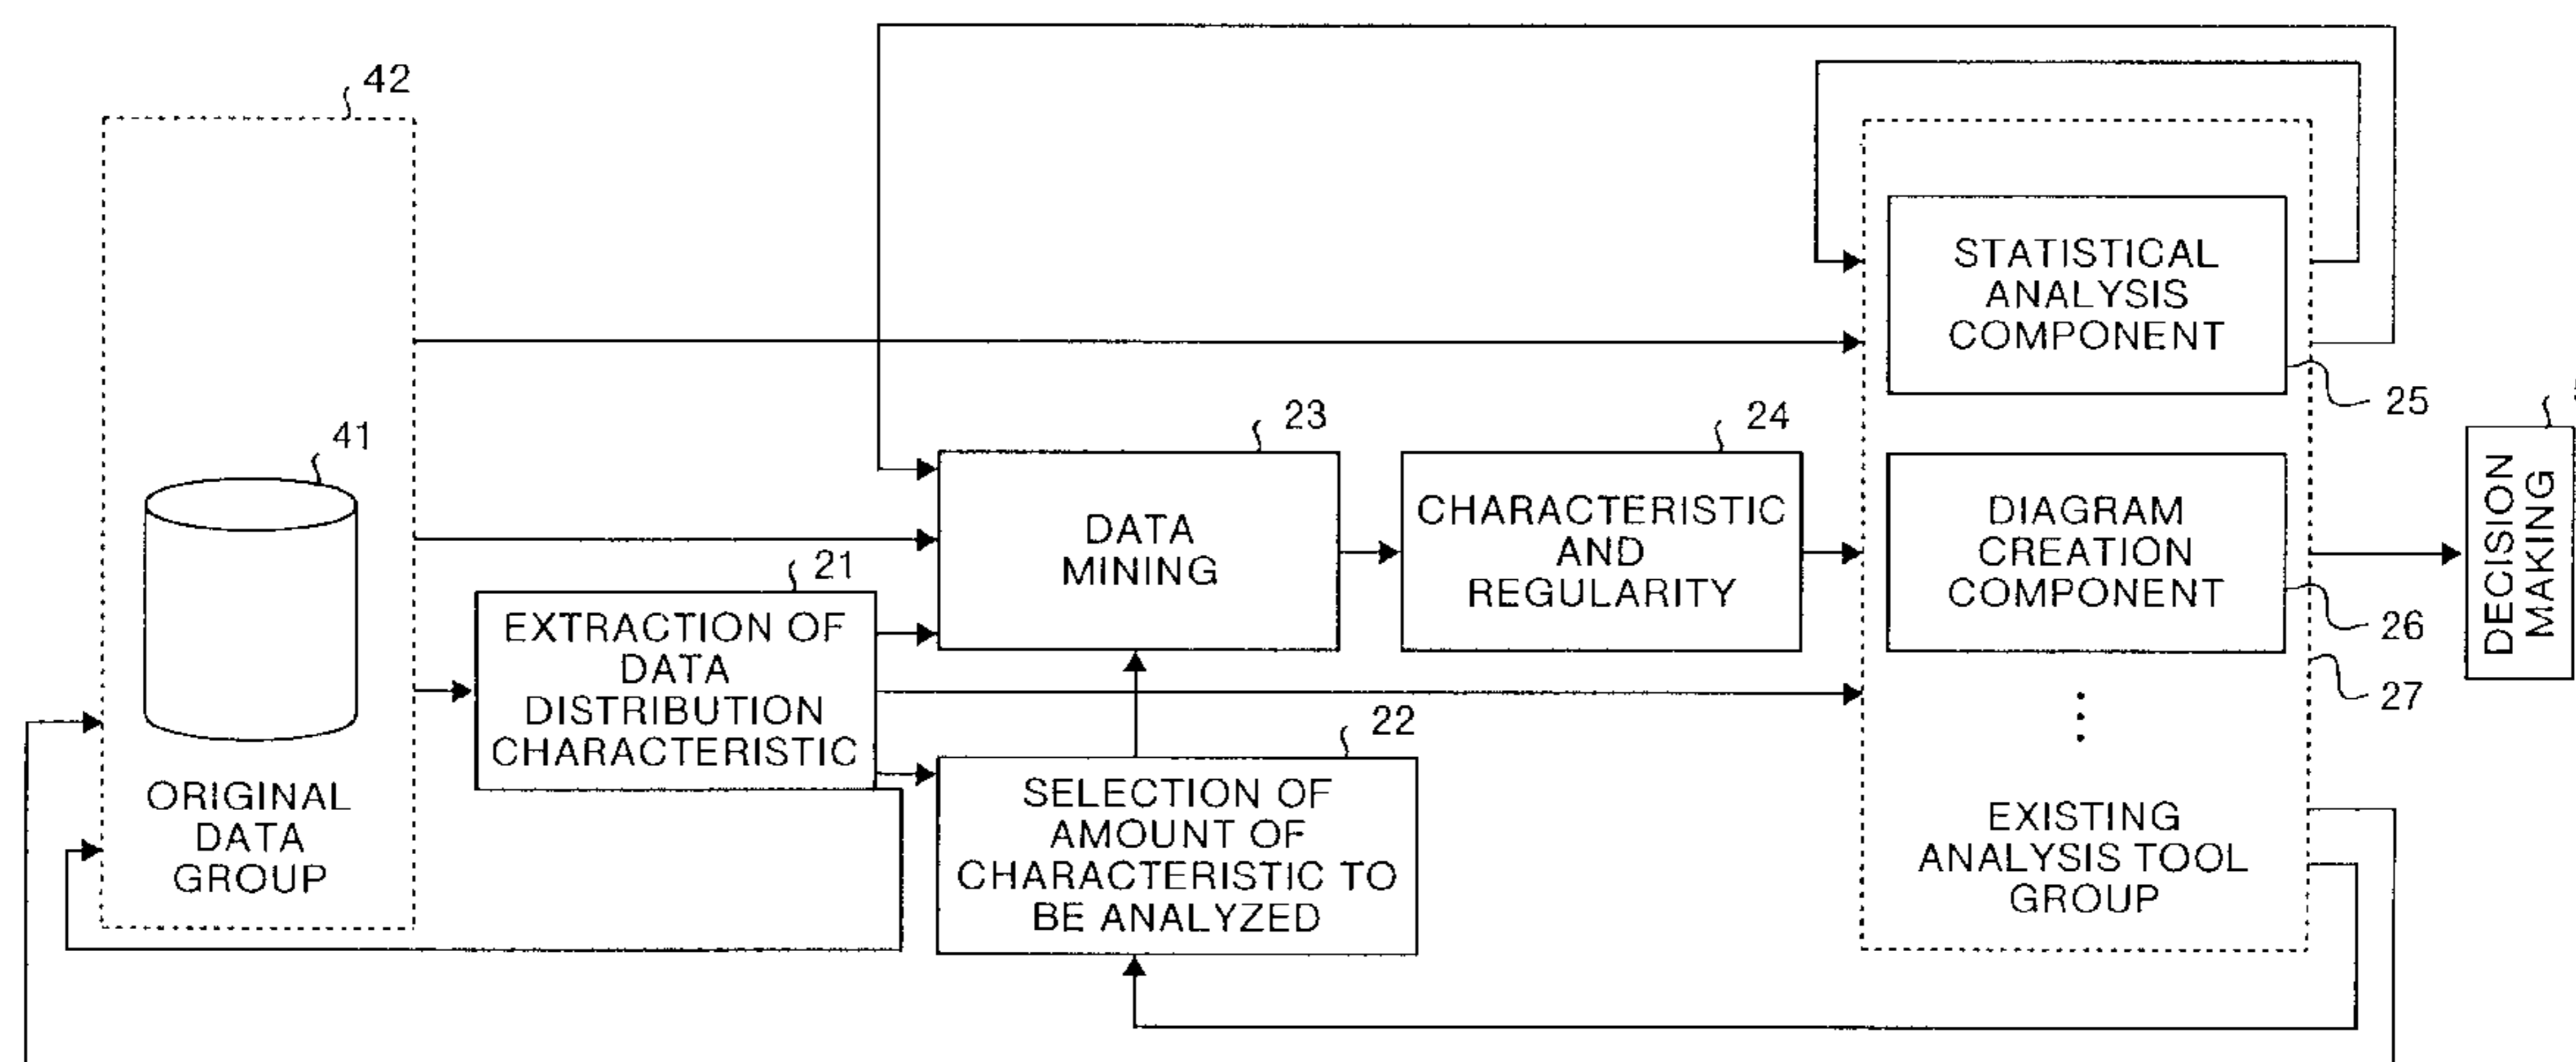 42
41
ORIGINAL
DATA
GROUP
21
EXTRACTION OF
DATA
DISTRIBUTION
CHARACTERISTIC
23
DATA
MINING
22
SELECTION OF
AMOUNT OF
CHARACTERISTIC TO
BE ANALYZED
24
CHARACTERISTIC
AND
REGULARITY
STATISTICAL
ANALYSIS
COMPONENT
25
DIAGRAM
CREATION
COMPONENT
26
27
EXISTING
ANALYSIS TOOL
GROUP
DECISION
MAKING